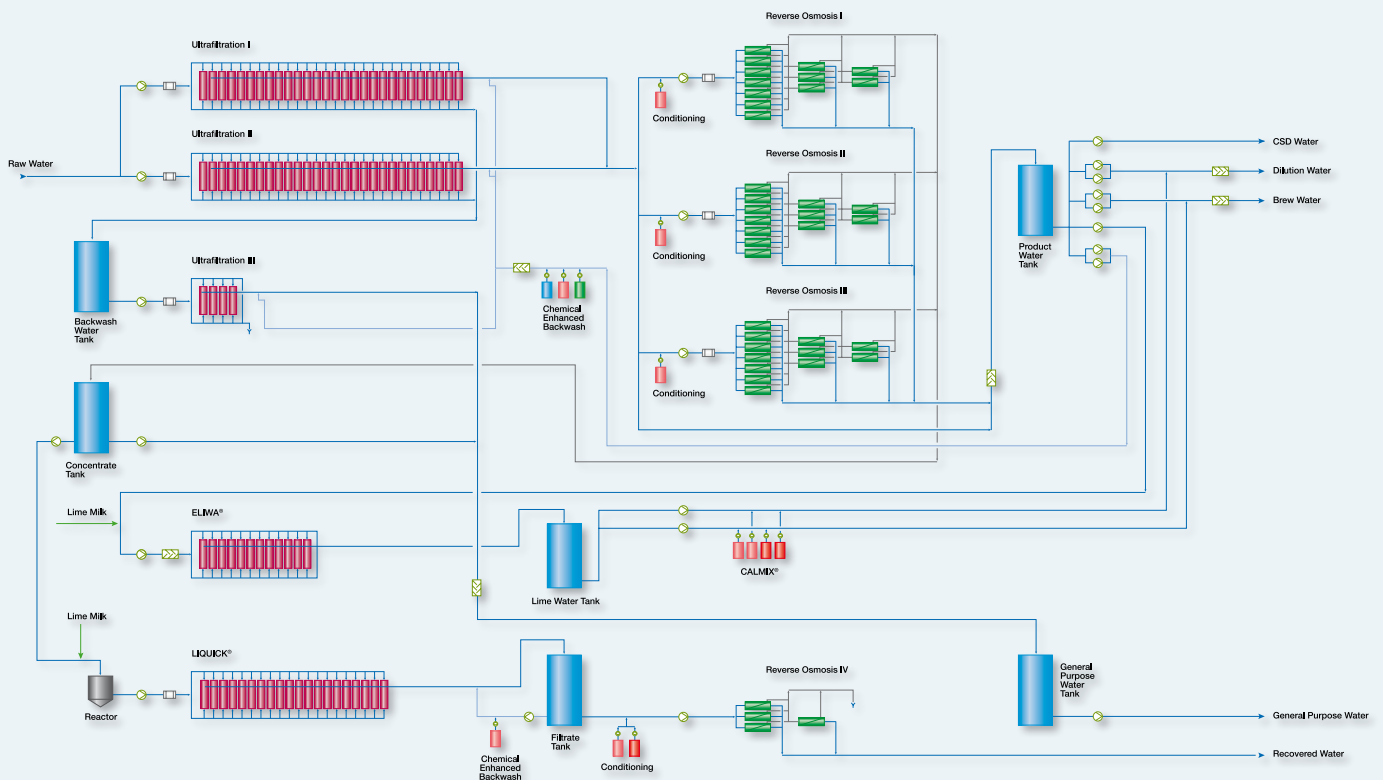 Reverse Osmosis I
Ultrafiltration I
Conditioning
Ultrafiltration II
CSD Water
Raw Water
Reverse Osmosis II
Dilution Water
Brew Water
Conditioning
Product
Water
Tank
Ultrafiltration III
Backwash
Water
Tank
Chemical
Enhanced
Backwash
Reverse Osmosis III
Conditioning
Concentrate
Tank
Lime Milk
ELIWA®
CALMIX®
Lime Water Tank
Lime Milk
LIQUICK®
Reactor
Chemical
Enhanced
Backwash
Filtrate
Tank
Conditioning
Reverse Osmosis IV
General
Purpose
Water
Tank
General Purpose Water
Recovered Water